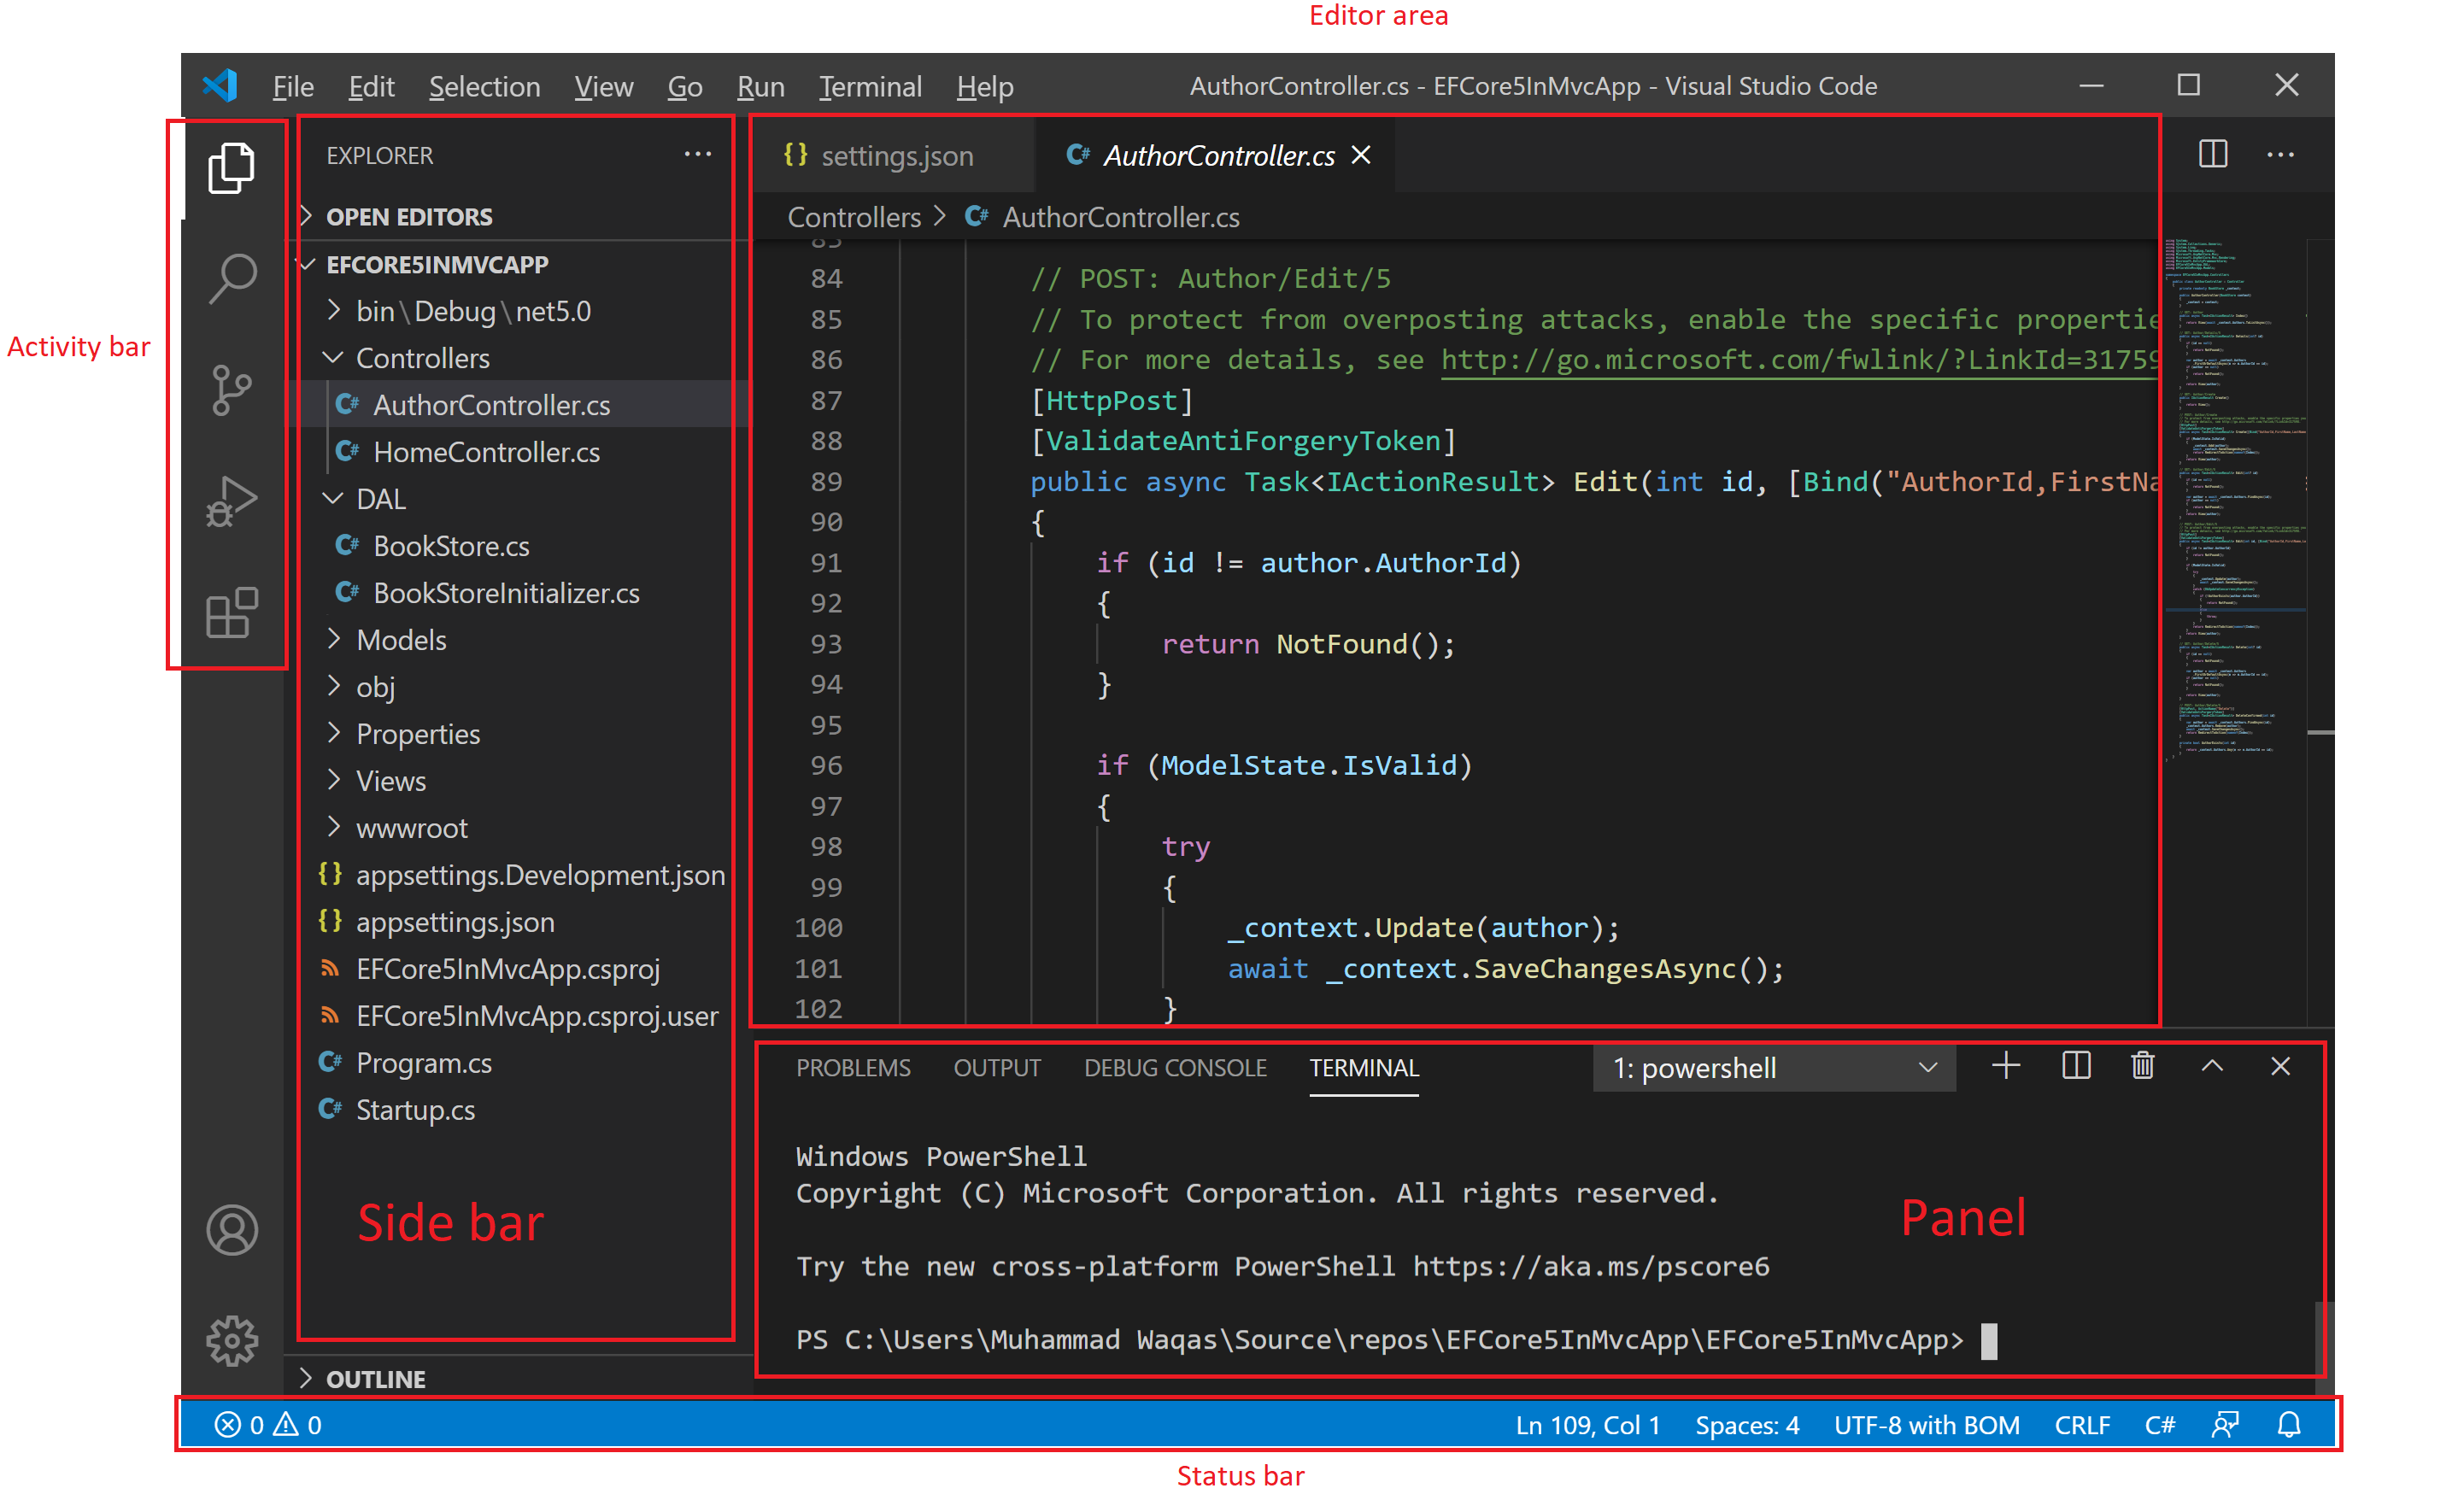 Editor area
File Edit Selection View Go Run Terminal Help AuthorController.cs - EFCore5InMvcApp - Visual Studio Code
Activity bar
EXPLORER ...
OPEN EDITORS
EFCORE5INMVCAPP
bin\Debug\net5.0
Controllers
C# AuthorController.cs
C# HomeController.cs
DAL
C# BookStore.cs
C# BookStoreInitializer.cs
Models
obj
Properties
Views
wwwroot
{} appsettings.Development.json
{} appsettings.json
EFCore5InMvcApp.csproj
EFCore5InMvcApp.csproj.user
C# Program.cs
C# Startup.cs
Side bar
OUTLINE
{} settings.json C# AuthorController.cs
Controllers > C# AuthorController.cs
83
84 // POST: Author/Edit/5
85 // To protect from overposting attacks, enable the specific propertie
86 // For more details, see http://go.microsoft.com/fwlink/?LinkId=31759
87 [HttpPost]
88 [ValidateAntiForgeryToken]
89 public async Task<IActionResult> Edit(int id, [Bind("AuthorId,FirstNa
90 {
91 if (id != author.AuthorId)
92 {
93 return NotFound();
94 }
95
96 if (ModelState.IsValid)
97 {
98 try
99 {
100 _context.Update(author);
101 await _context.SaveChangesAsync();
102 }
PROBLEMS OUTPUT DEBUG CONSOLE TERMINAL 1: powershell
Windows PowerShell
Copyright (C) Microsoft Corporation. All rights reserved.
Panel
Try the new cross-platform PowerShell https://aka.ms/pscore6
PS C:\Users\Muhammad Waqas\Source\repos\EFCore5InMvcApp\EFCore5InMvcApp>
0 0 Ln 109, Col 1 Spaces: 4 UTF-8 with BOM CRLF C#
Status bar